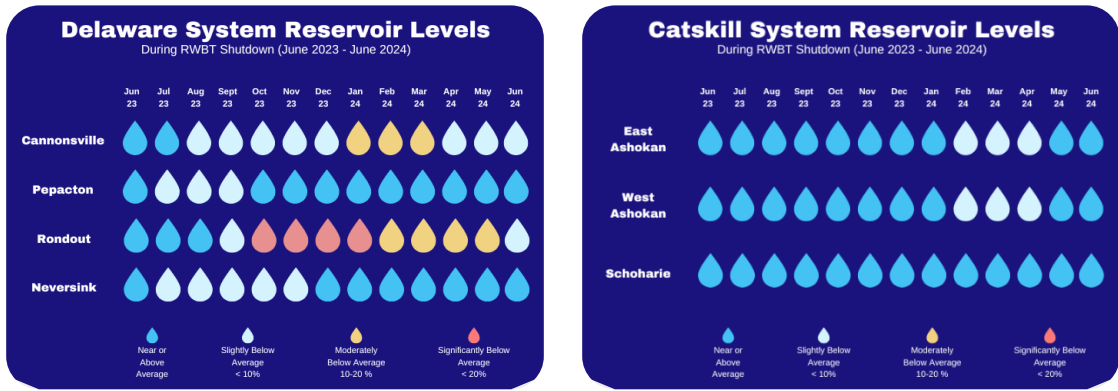 Delaware System Reservoir Levels
During RWBT Shutdown (June 2023 - June 2024)
Jun Jul Aug Sept Oct Nov Dec Jan Feb Mar Apr May Jun
23 23 23 23 23 23 23 24 24 24 24 24 24
Cannonsville
Pepacton
Rondout
Neversink
Near or Slightly Below Moderately Significantly Below
Above Average Below Average Average
Average < 10% 10-20 % < 20%
Catskill System Reservoir Levels
During RWBT Shutdown (June 2023 - June 2024)
Jun Jul Aug Sept Oct Nov Dec Jan Feb Mar Apr May Jun
23 23 23 23 23 23 23 24 24 24 24 24 24
East
Ashokan
West
Ashokan
Schoharie
Near or Slightly Below Moderately Significantly Below
Above Average Below Average Average
Average < 10% 10-20 % < 20%